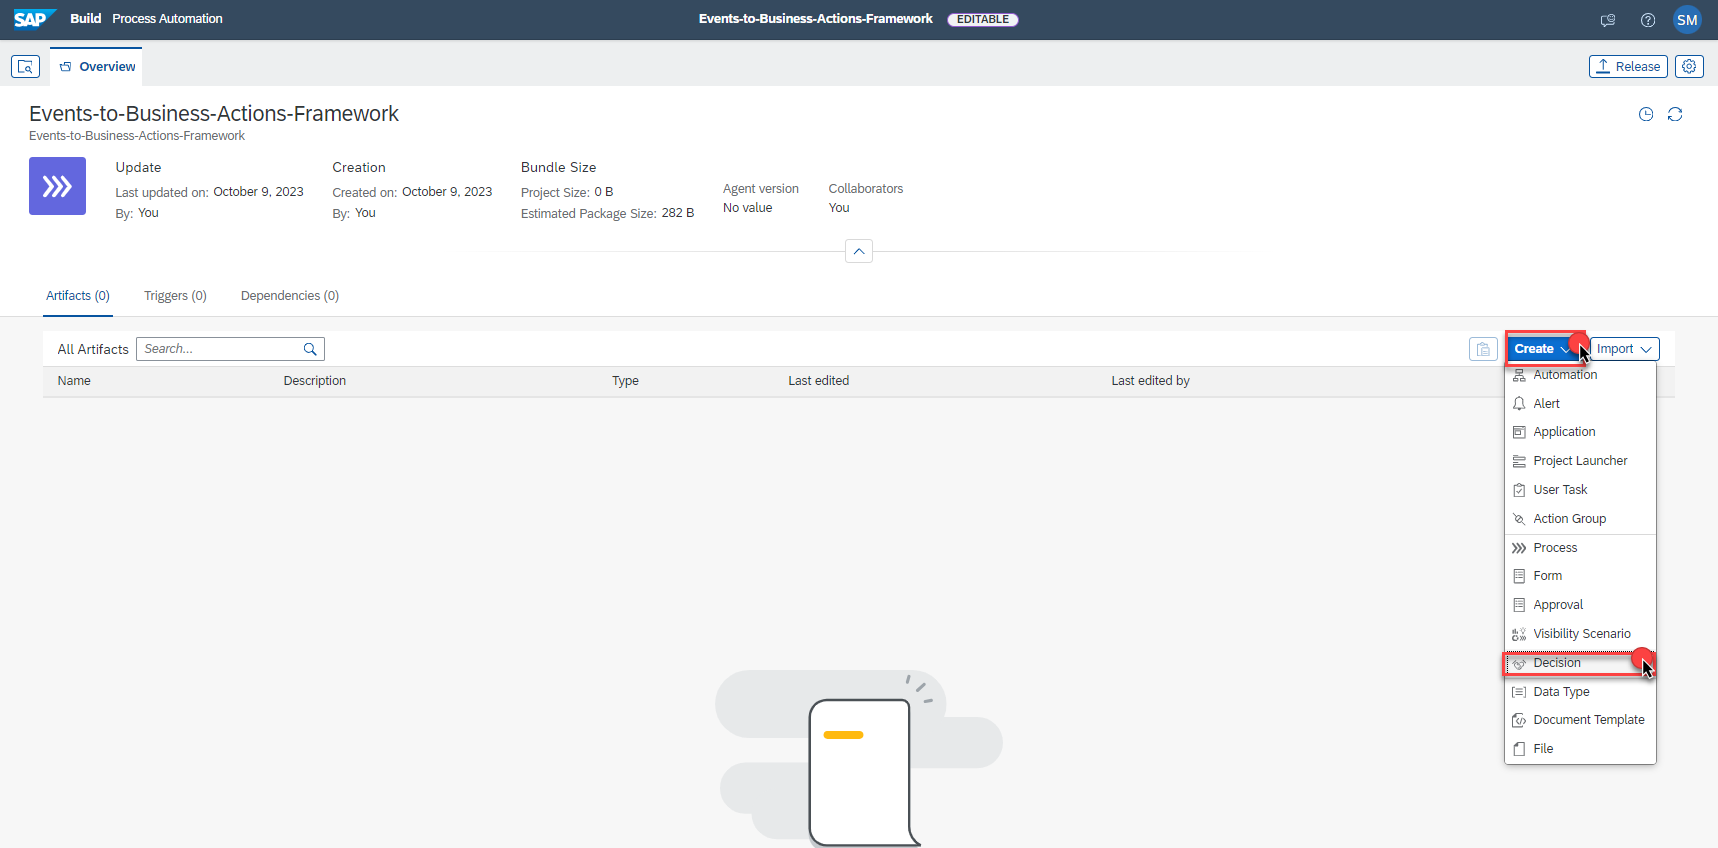 SAP Build Process Automation
Events-to-Business-Actions-Framework EDITABLE
SM
Overview
Release
Events-to-Business-Actions-Framework
Events-to-Business-Actions-Framework
Update
Last updated on: October 9, 2023
By: You
Creation
Created on: October 9, 2023
By: You
Bundle Size
Project Size: 0 B
Estimated Package Size: 282 B
Agent version
No value
Collaborators
You
Artifacts (0) Triggers (0) Dependencies (0)
All Artifacts Search... Create Import
Name Description Type Last edited Last edited by
Automation
Alert
Application
Project Launcher
User Task
Action Group
Process
Form
Approval
Visibility Scenario
Decision
Data Type
Document Template
File